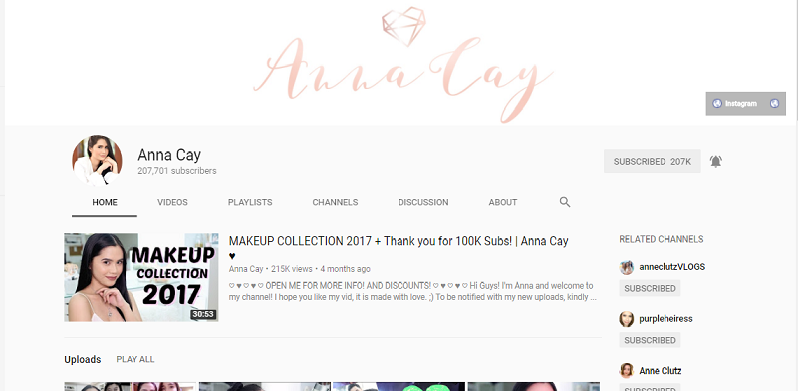 Anna Cay
Instagram
Anna Cay
207,701 subscribers
SUBSCRIBED 207K
HOME VIDEOS PLAYLISTS CHANNELS DISCUSSION ABOUT
MAKEUP COLLECTION 2017
30:53
MAKEUP COLLECTION 2017 + Thank you for 100K Subs! | Anna Cay
♥
Anna Cay • 215K views • 4 months ago
♡ ♥ ♡ ♥ ♡ OPEN ME FOR MORE INFO! AND DISCOUNTS! ♡ ♥ ♡ ♥ ♡ Hi Guys! I'm Anna and welcome to
my channel! I hope you like my vid, it is made with love. ;) To be notified with my new uploads, kindly ...
RELATED CHANNELS
anneclutzVLOGS
SUBSCRIBED
purpleheiress
SUBSCRIBED
Anne Clutz
SUBSCRIBED
Uploads PLAY ALL